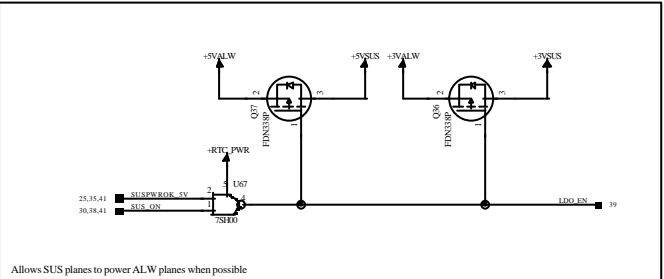 +5VALW
+5VSUS
+3VALW
+3VSUS
2
3
1
Q37
FDN338P
2
3
1
Q36
FDN338P
+RTC_PWR
5
U67
25,35,41
SUSPWROK_5V
2
4
LDO_EN
39
30,38,41
SUS_ON
1
7SH00
Allows SUS planes to power ALW planes when possible